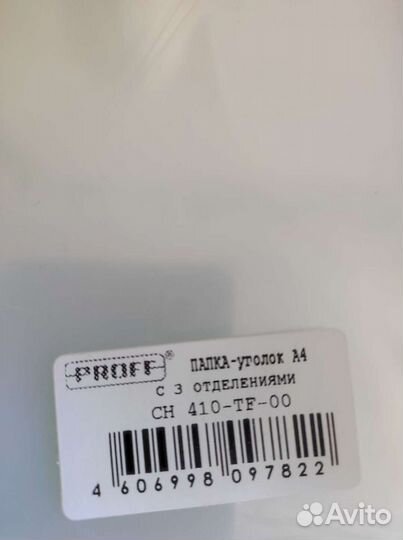 PROFF® ПАПКА-уголок А4
с 3 отделениями
CH 410-TF-00
4 606998 097822
Avito